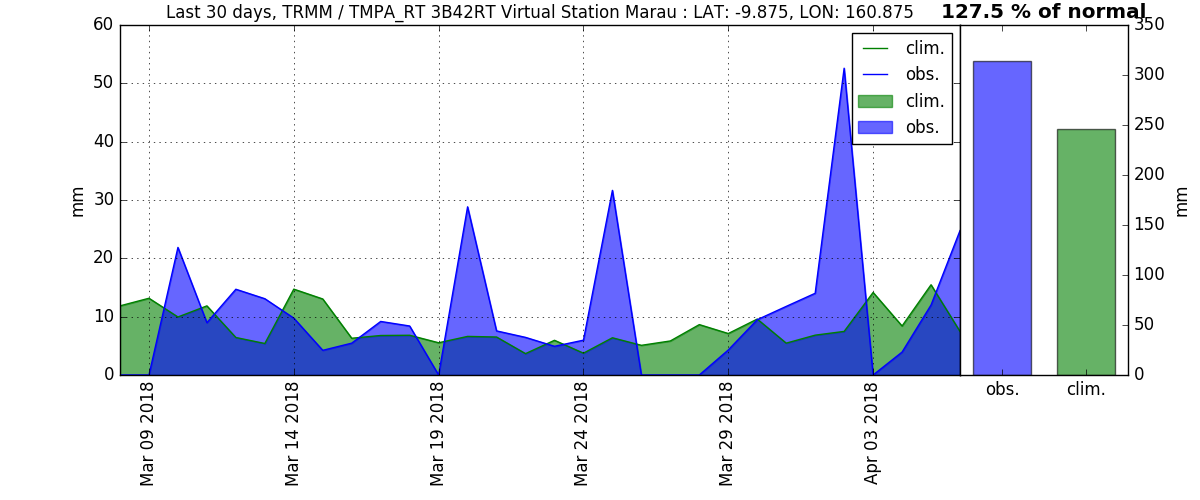 Last 30 days, TRMM / TMPA_RT 3B42RT Virtual Station Marau : LAT: -9.875, LON: 160.875
127.5 % of normal
60
50
40
30
20
10
0
mm
clim.
obs.
clim.
obs.
350
300
250
200
150
100
50
0
mm
obs.
clim.
Mar 09 2018
Mar 14 2018
Mar 19 2018
Mar 24 2018
Mar 29 2018
Apr 03 2018